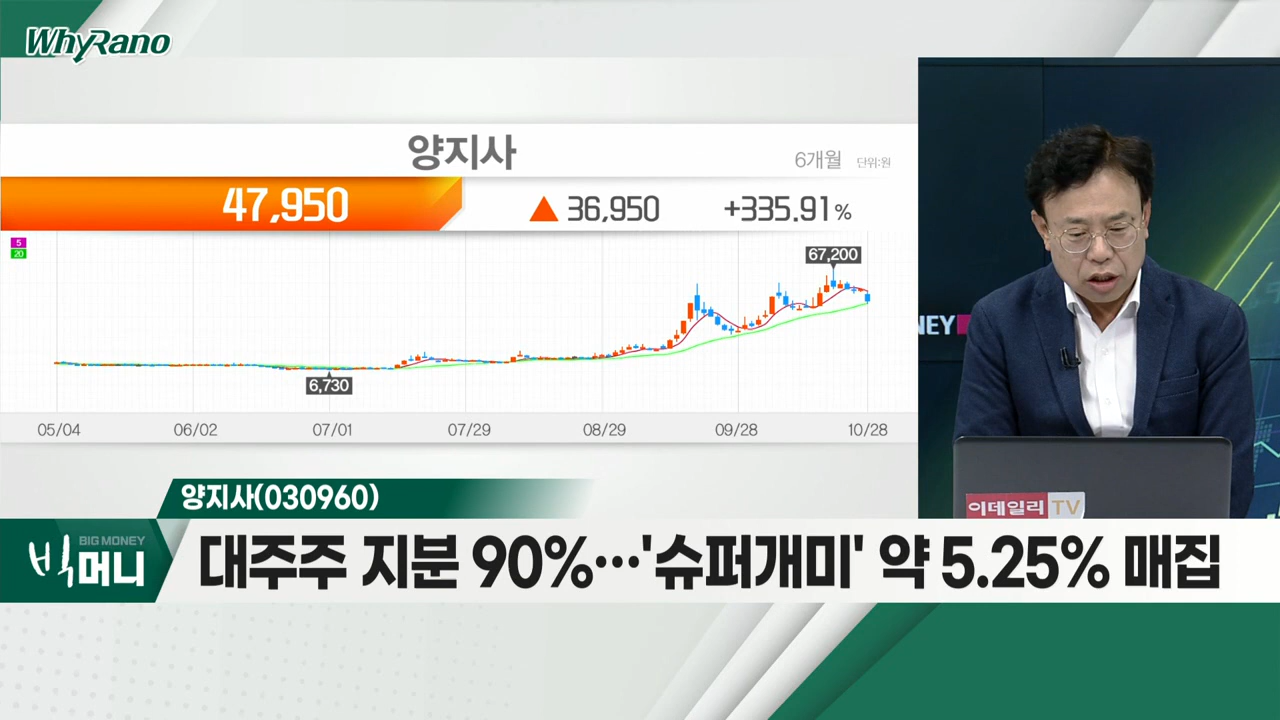 WhyRano
양지사
6개월 단위:원
47,950 ▲ 36,950 +335.91%
5
20
67,200
6,730
05/04 06/02 07/01 07/29 08/29 09/28 10/28
NEY
이데일리 TV
양지사(030960)
BIG MONEY
빅머니
대주주 지분 90%…'슈퍼개미' 약 5.25% 매집